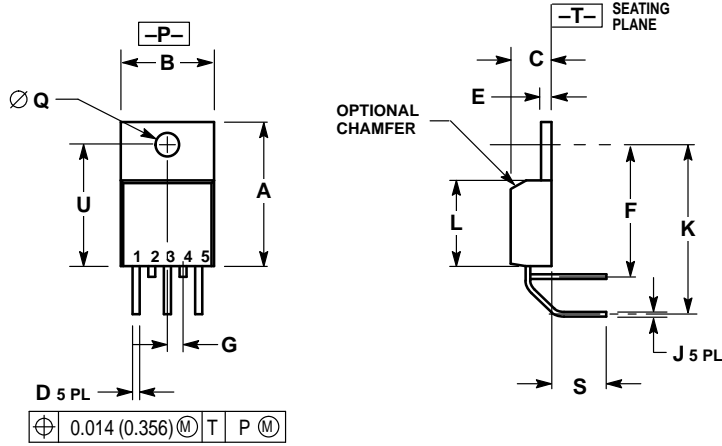 –P–
B
Ø Q
U
A
1 2 3 4 5
G
D 5 PL
⌖ 0.014 (0.356) Ⓜ T P Ⓜ
–T– SEATING
PLANE
C
E
OPTIONAL
CHAMFER
L
F
K
S
J 5 PL